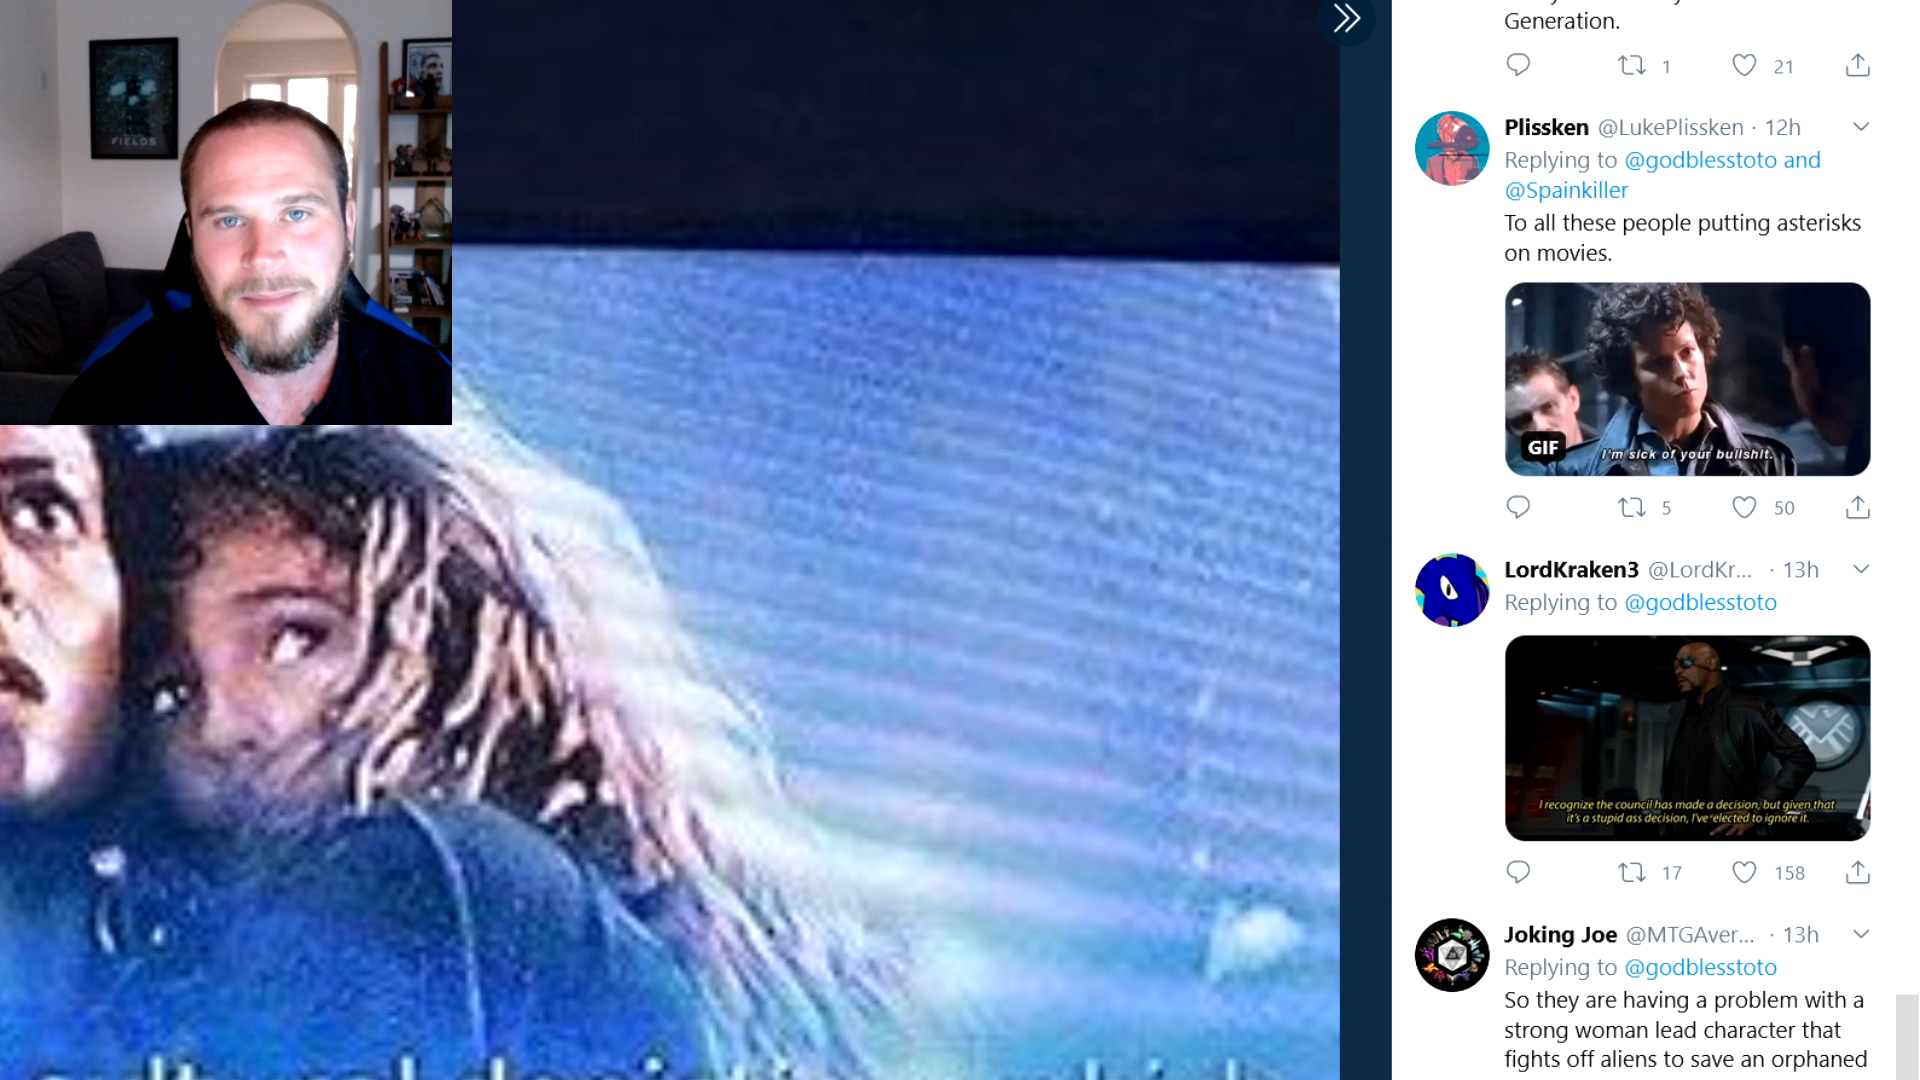 FIELDS
Generation.
1
21
Plissken @LukePlissken · 12h
Replying to @godblesstoto and
@Spainkiller
To all these people putting asterisks
on movies.
GIF
I'm sick of your bullshit.
5
50
LordKraken3 @LordKr... · 13h
Replying to @godblesstoto
I recognize the council has made a decision, but given that
it's a stupid ass decision, I've elected to ignore it.
17
158
Joking Joe @MTGAver... · 13h
Replying to @godblesstoto
So they are having a problem with a
strong woman lead character that
fights off aliens to save an orphaned